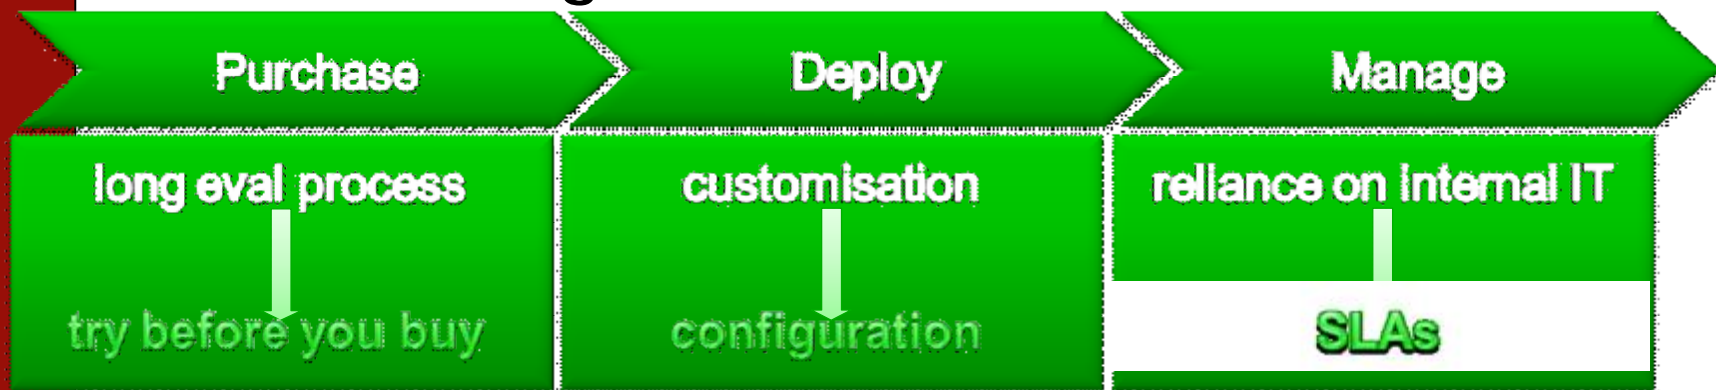 Purchase
Deploy
Manage
long eval process
customisation
reliance on internal IT
try before you buy
configuration
SLAs